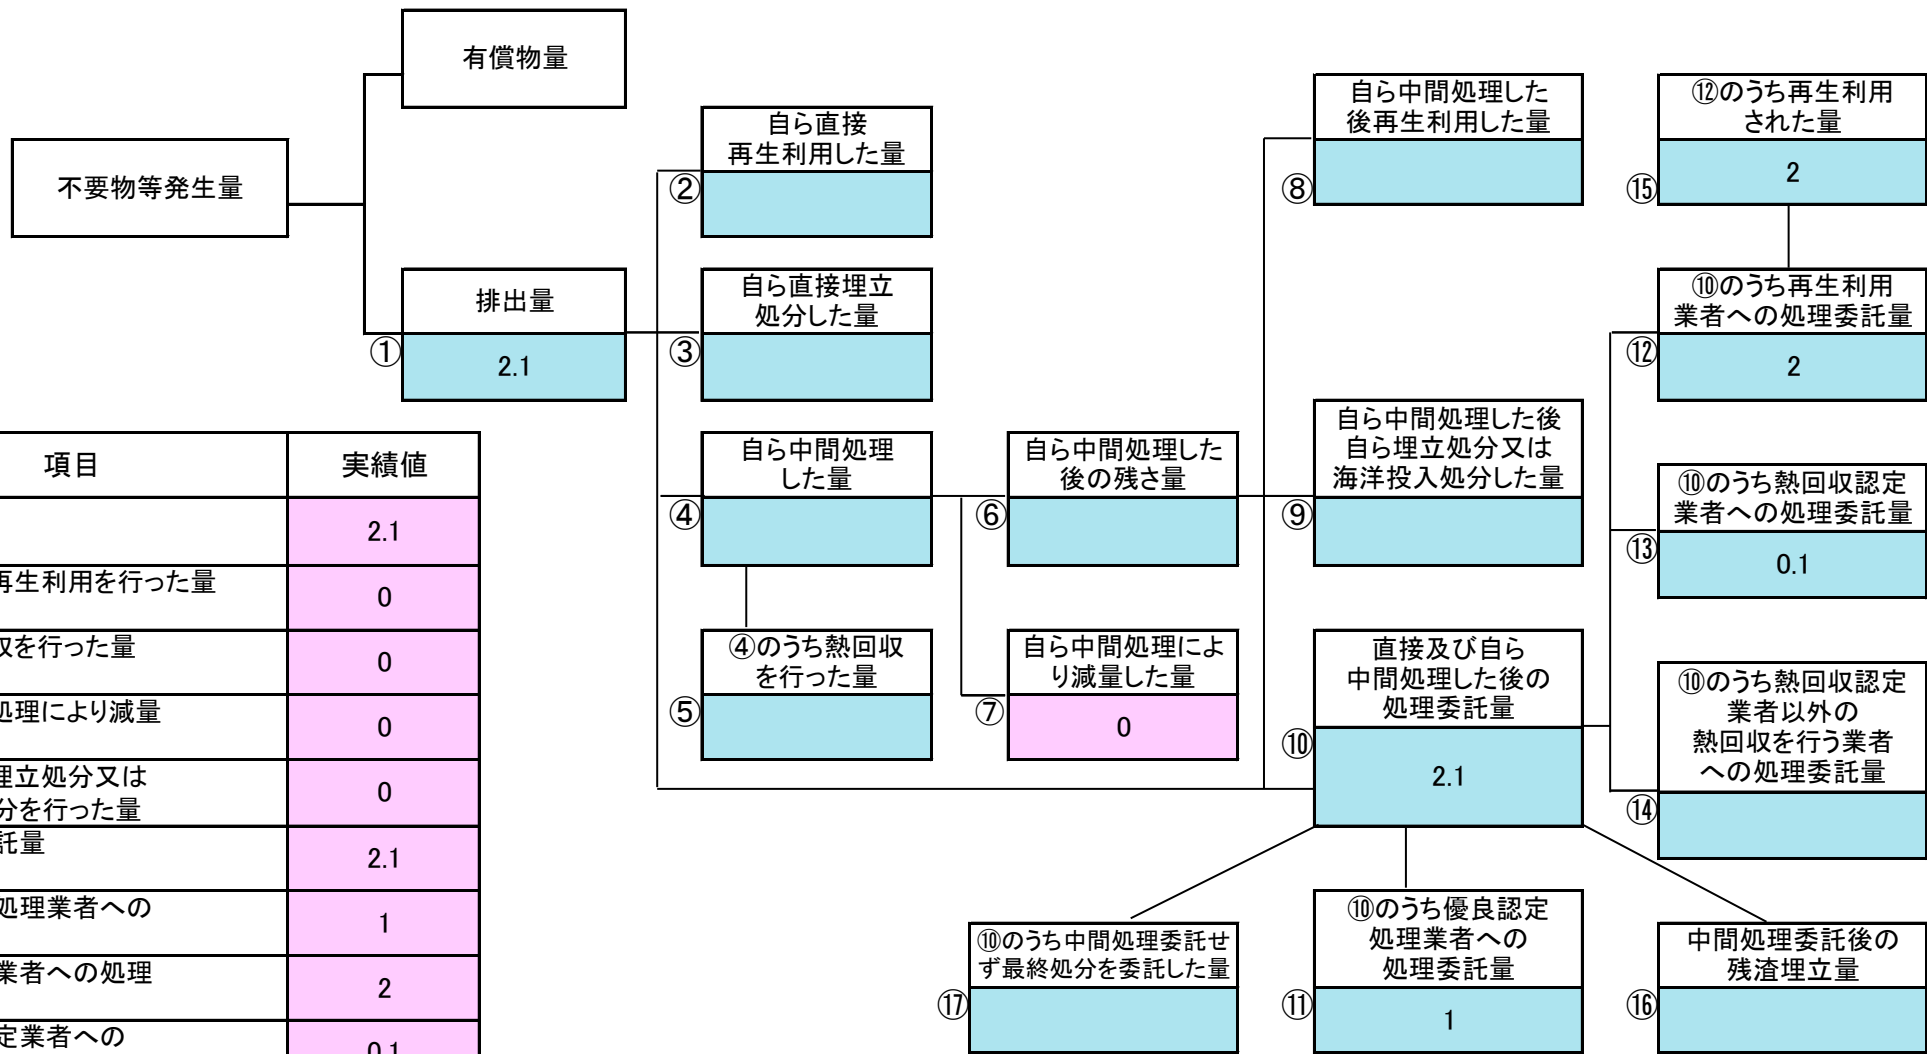 有償物量
不要物等発生量
排出量
①
2.1
自ら直接
再生利用した量
②
自ら直接埋立
処分した量
③
自ら中間処理
した量
④
④のうち熱回収
を行った量
⑤
自ら中間処理した
後の残さ量
⑥
自ら中間処理によ
り減量した量
⑦
0
自ら中間処理した
後再生利用した量
⑧
自ら中間処理した後
自ら埋立処分又は
海洋投入処分した量
⑨
直接及び自ら
中間処理した後の
処理委託量
⑩
2.1
⑫のうち再生利用
された量
⑮
2
⑩のうち再生利用
業者への処理委託量
⑫
2
⑩のうち熱回収認定
業者への処理委託量
⑬
0.1
⑩のうち熱回収認定
業者以外の
熱回収を行う業者
への処理委託量
⑭
⑩のうち中間処理委託せ
ず最終処分を委託した量
⑰
⑩のうち優良認定
処理業者への
処理委託量
⑪
1
中間処理委託後の
残渣埋立量
⑯
項目 実績値
2.1
再生利用を行った量
0
収を行った量
0
処理により減量
0
埋立処分又は
分を行った量
0
託量
2.1
処理業者への
1
業者への処理
2
定業者への
0.1